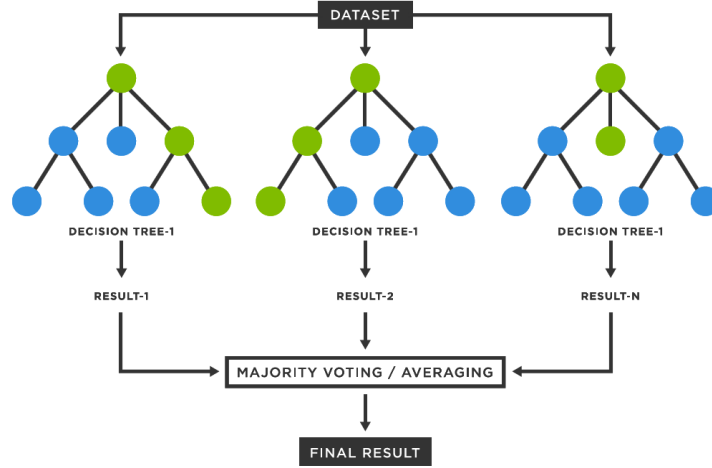 DATASET
DECISION TREE-1
DECISION TREE-1
DECISION TREE-1
RESULT-1
RESULT-2
RESULT-N
MAJORITY VOTING / AVERAGING
FINAL RESULT